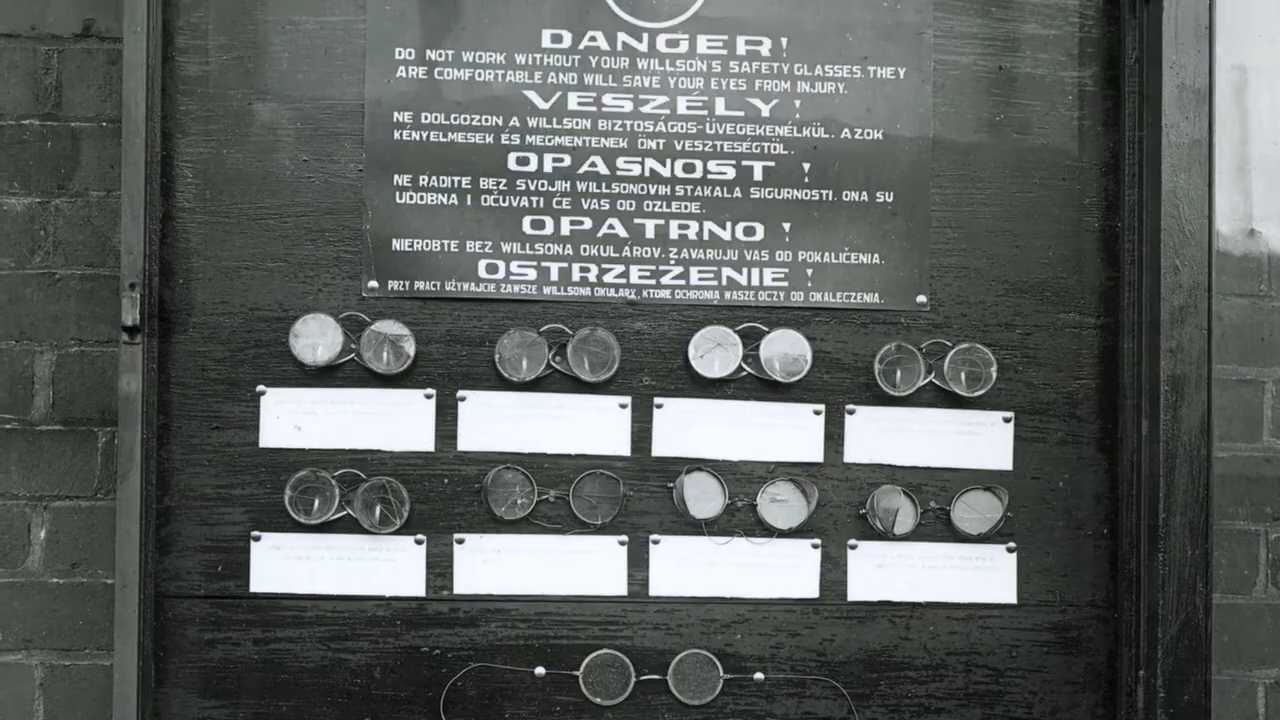 DANGER!
DO NOT WORK WITHOUT YOUR WILLSON'S SAFETY GLASSES. THEY
ARE COMFORTABLE AND WILL SAVE YOUR EYES FROM INJURY.
VESZÉLY!
NE DOLGOZON A WILLSON BIZTOSÁGOS-ÜVEGEKENÉLKÜL. AZOK
KÉNYELMESEK ÉS MEGMENTENEK ÖNT VESZTESÉGTÖL.
OPASNOST!
NE RADITE BEZ SVOJIH WILLSONOVIH STAKALA SIGURNOSTI. ONA SU
UDOBNA I OČUVATI ĆE VAS OD OZLEDE.
OPATRNO!
NIEROBTE BEZ WILLSONA OKULÁROV. ZAVARUJU VAS OD POKALIČENIA.
OSTRZEŻENIE!
PRZY PRACY UŻYWAJCIE ZAWSZE WILLSONA OKULARY, KTORE OCHRONIĄ WASZE OCZY OD OKALECZENIA.